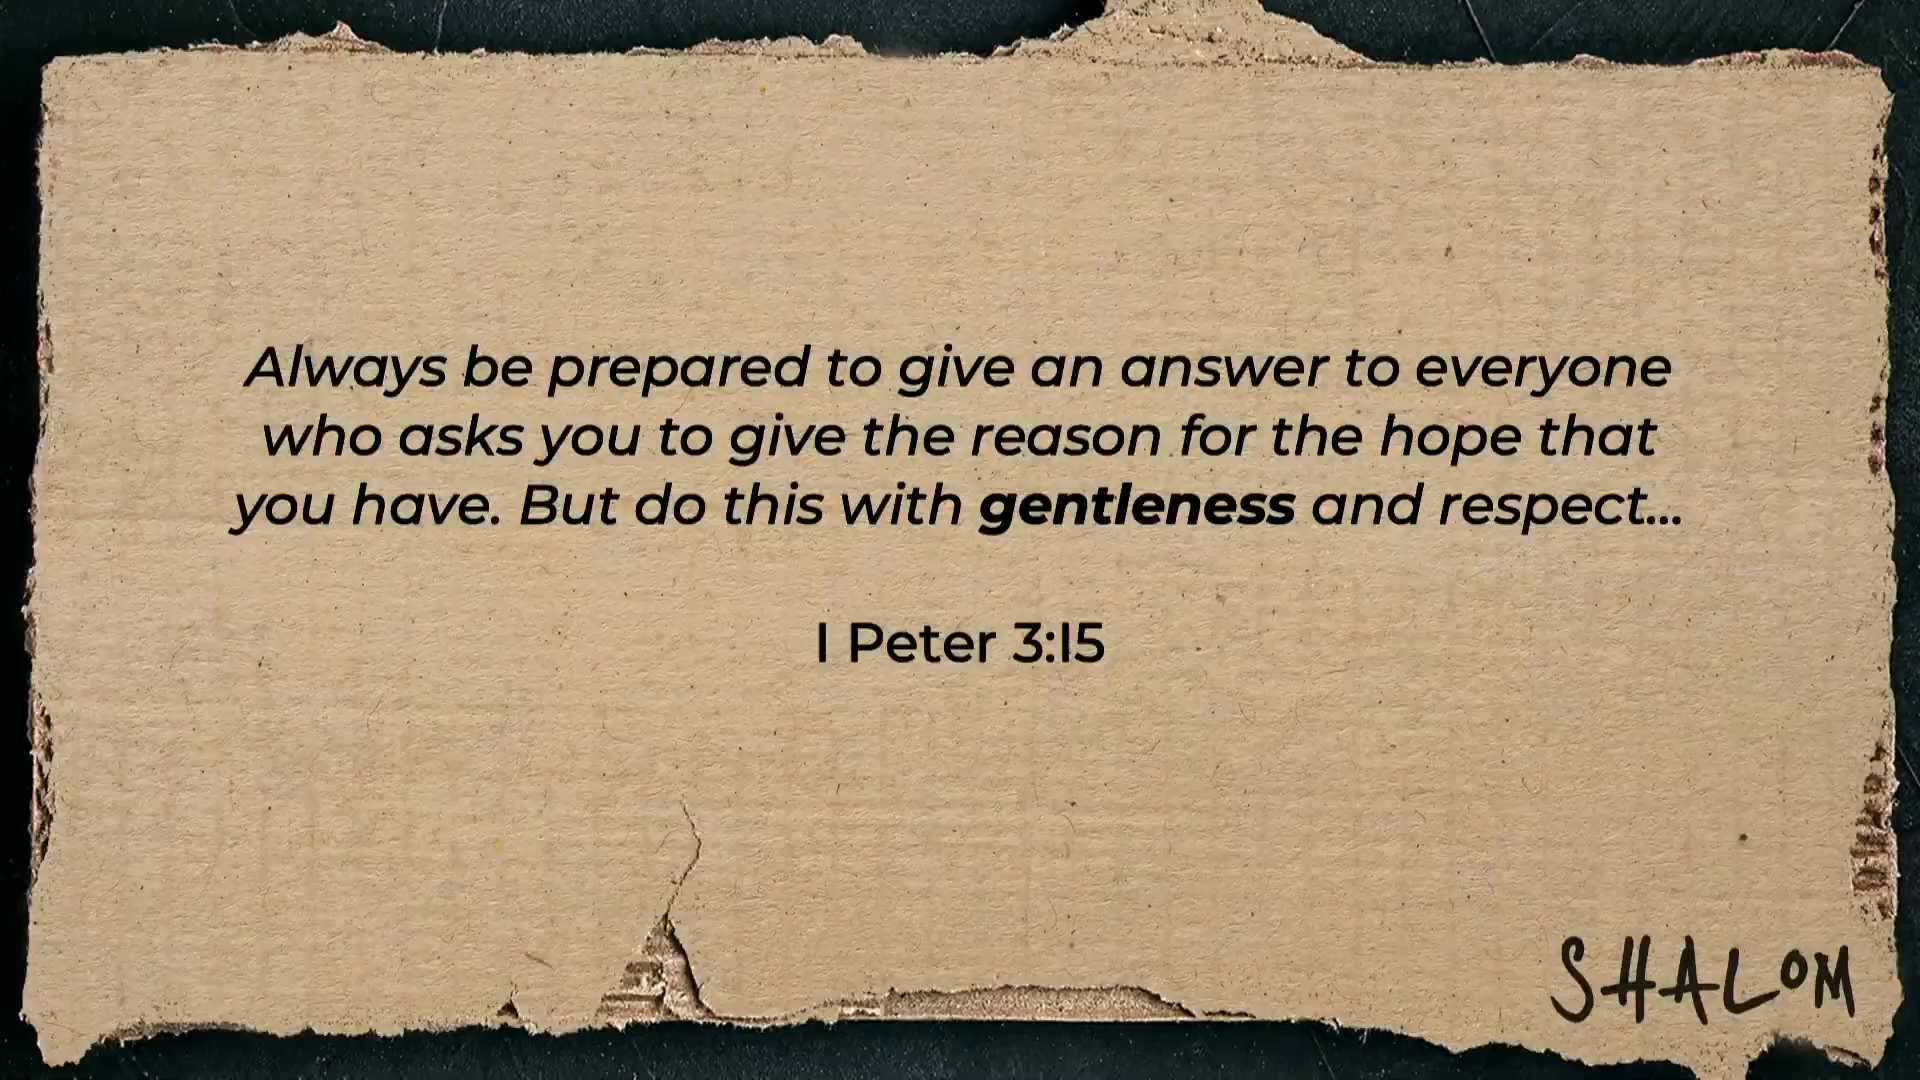 Always be prepared to give an answer to everyone
who asks you to give the reason for the hope that
you have. But do this with gentleness and respect...
I Peter 3:15
SHALOM